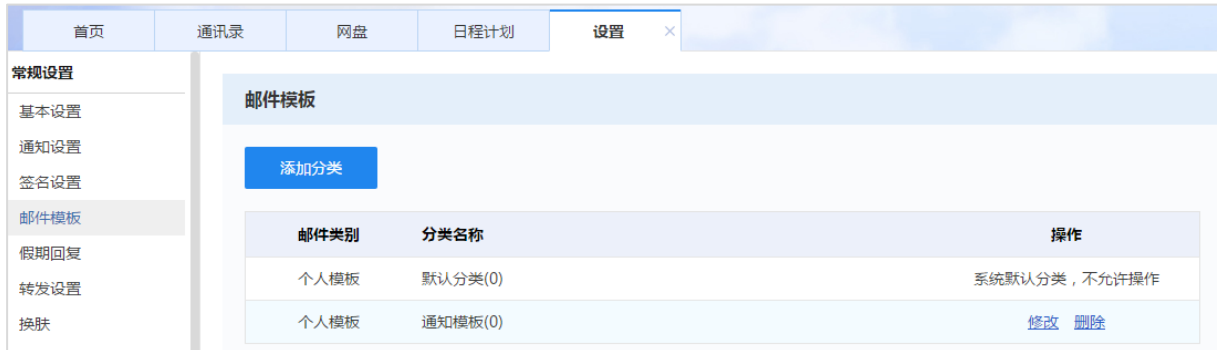 首页 通讯录 网盘 日程计划 设置 ×
常规设置
基本设置
通知设置
签名设置
邮件模板
假期回复
转发设置
换肤
邮件模板
添加分类
邮件类别 分类名称 操作
个人模板 默认分类(0) 系统默认分类，不允许操作
个人模板 通知模板(0) 修改 删除